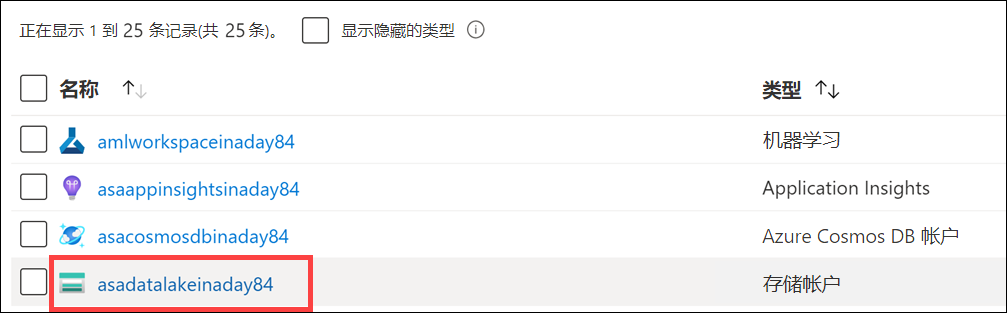 正在显示 1 到 25 条记录(共 25条)。 显示隐藏的类型
名称 类型
amlworkspaceinaday84 机器学习
asaappinsightsinaday84 Application Insights
asacosmosdbinaday84 Azure Cosmos DB 帐户
asadatalakeinaday84 存储帐户